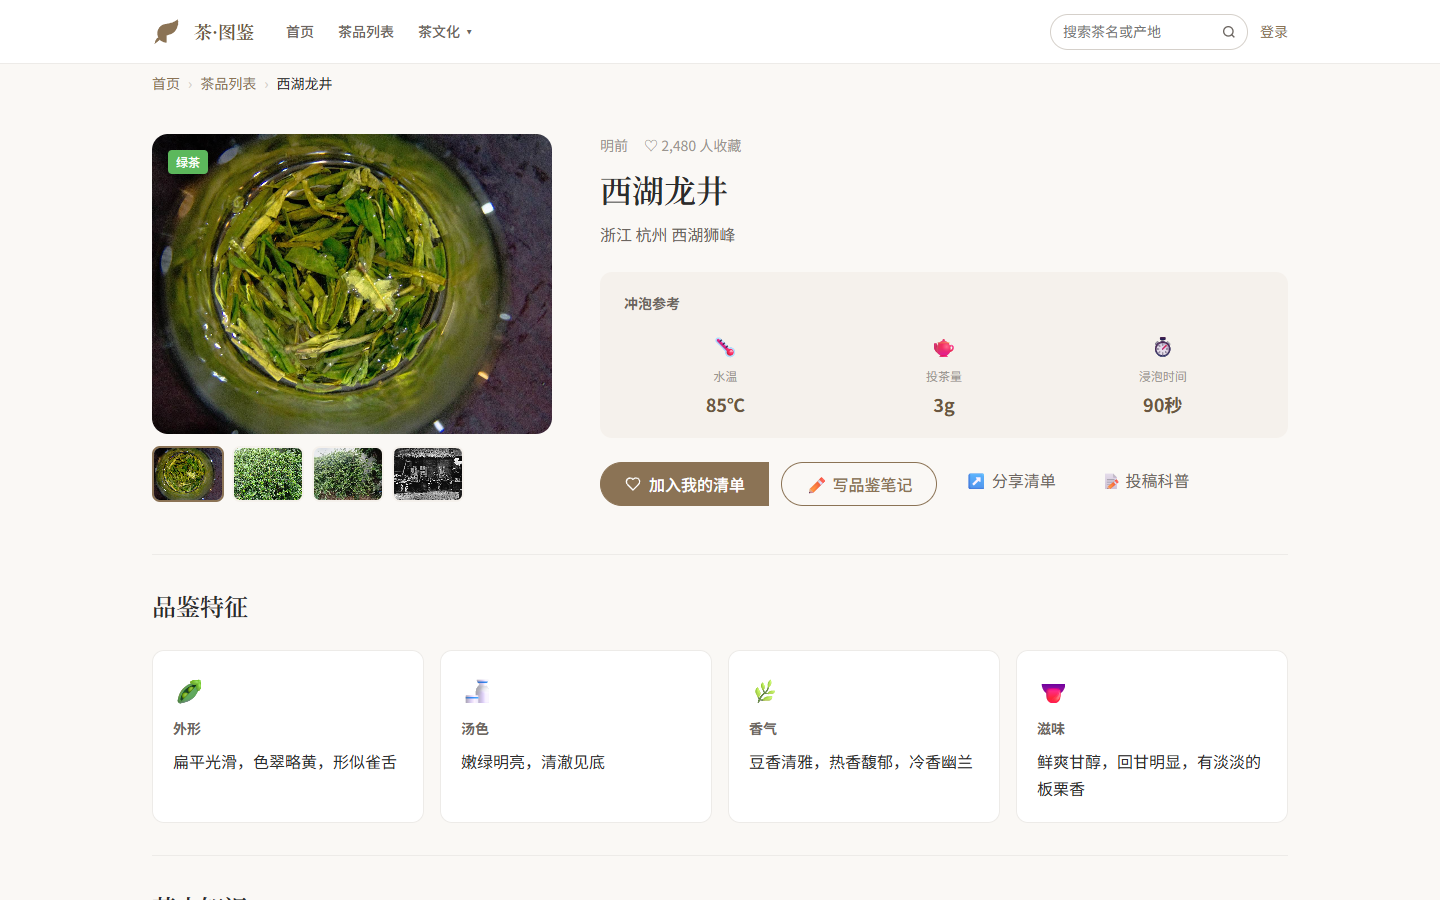 茶·图鉴
首页
茶品列表
茶文化 ▾
搜索茶名或产地
登录
首页 › 茶品列表 › 西湖龙井
绿茶
明前 ♡ 2,480 人收藏
西湖龙井
浙江 杭州 西湖狮峰
冲泡参考
水温
85°C
投茶量
3g
浸泡时间
90秒
加入我的清单
写品鉴笔记
分享清单
投稿科普
品鉴特征
外形
扁平光滑，色翠略黄，形似雀舌
汤色
嫩绿明亮，清澈见底
香气
豆香清雅，热香馥郁，冷香幽兰
滋味
鲜爽甘醇，回甘明显，有淡淡的
板栗香